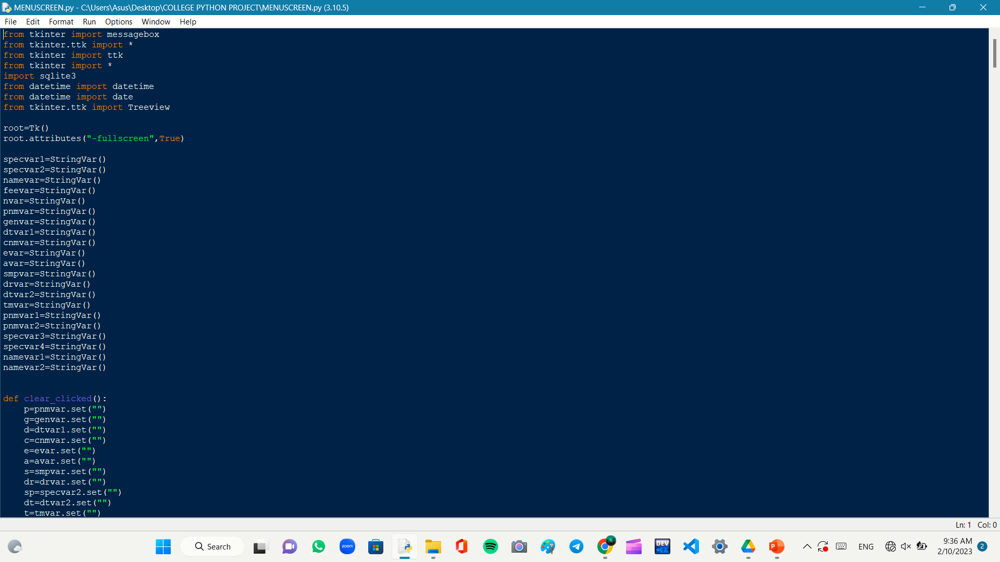 MENUSCREEN.py - C:\Users\Asus\Desktop\COLLEGE PYTHON PROJECT\MENUSCREEN.py (3.10.5)
File Edit Format Run Options Window Help
from tkinter import messagebox
from tkinter.ttk import *
from tkinter import ttk
from tkinter import *
import sqlite3
from datetime import datetime
from datetime import date
from tkinter.ttk import Treeview
root=Tk()
root.attributes("-fullscreen",True)
specvar1=StringVar()
specvar2=StringVar()
namevar=StringVar()
feevar=StringVar()
nvar=StringVar()
pnmvar=StringVar()
genvar=StringVar()
dtvar1=StringVar()
cnmvar=StringVar()
evar=StringVar()
avar=StringVar()
smpvar=StringVar()
drvar=StringVar()
dtvar2=StringVar()
tmvar=StringVar()
pnmvar1=StringVar()
pnmvar2=StringVar()
specvar3=StringVar()
specvar4=StringVar()
namevar1=StringVar()
namevar2=StringVar()
def clear_clicked():
    p=pnmvar.set("")
    g=genvar.set("")
    d=dtvar1.set("")
    c=cnmvar.set("")
    e=evar.set("")
    a=avar.set("")
    s=smpvar.set("")
    dr=drvar.set("")
    sp=specvar2.set("")
    dt=dtvar2.set("")
    t=tmvar.set("")
Ln: 1 Col: 0
Search
zoom
DEV C++
P
ENG
9:36 AM
2/10/2023
2